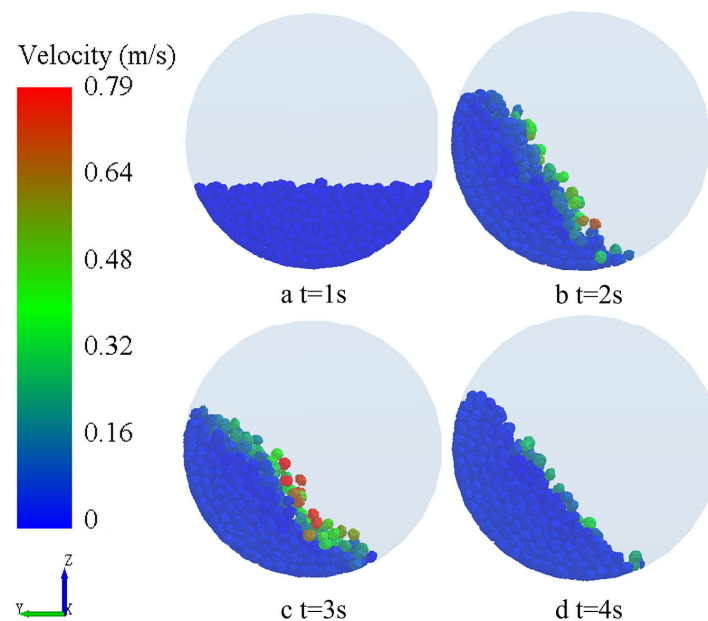 Velocity (m/s)
0.79
0.64
0.48
0.32
0.16
0
a t=1s
b t=2s
Z
Y
X
c t=3s
d t=4s